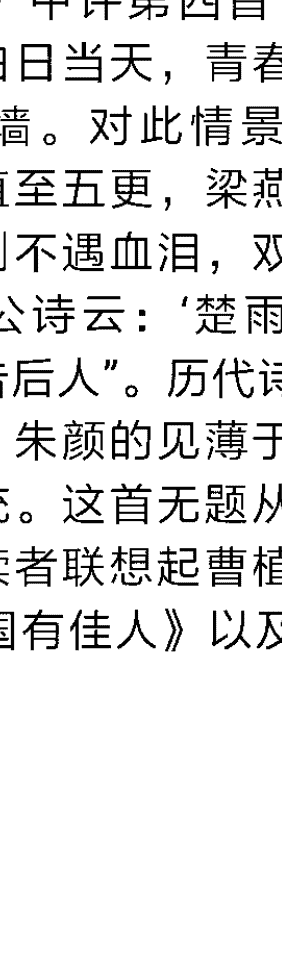 中评第四首
白日当天，青春
墙。对此情景
直至五更，梁燕
不遇血泪，双
公诗云：‘楚雨
后人”。历代诗
朱颜的见薄于
。这首无题从
读者联想起曹植
国有佳人》以及